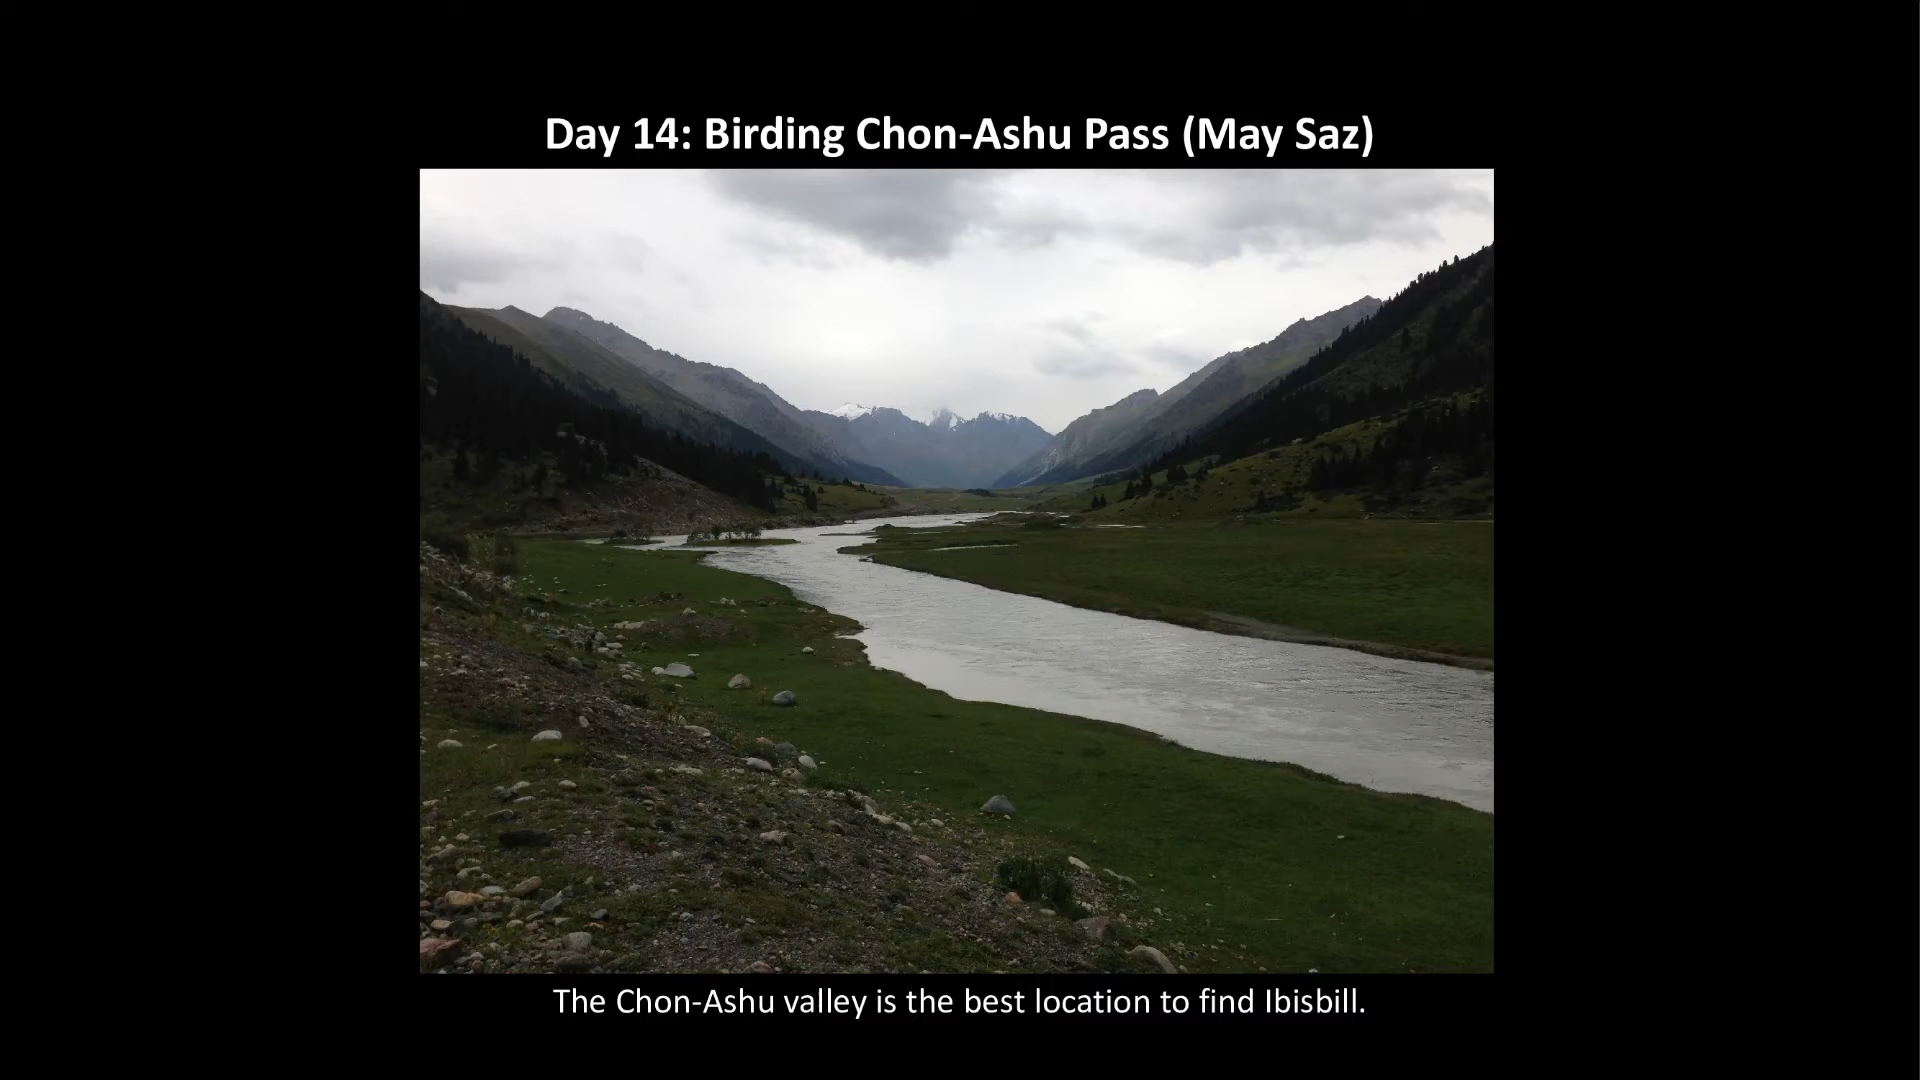 Day 14: Birding Chon-Ashu Pass (May Saz)
The Chon-Ashu valley is the best location to find Ibisbill.